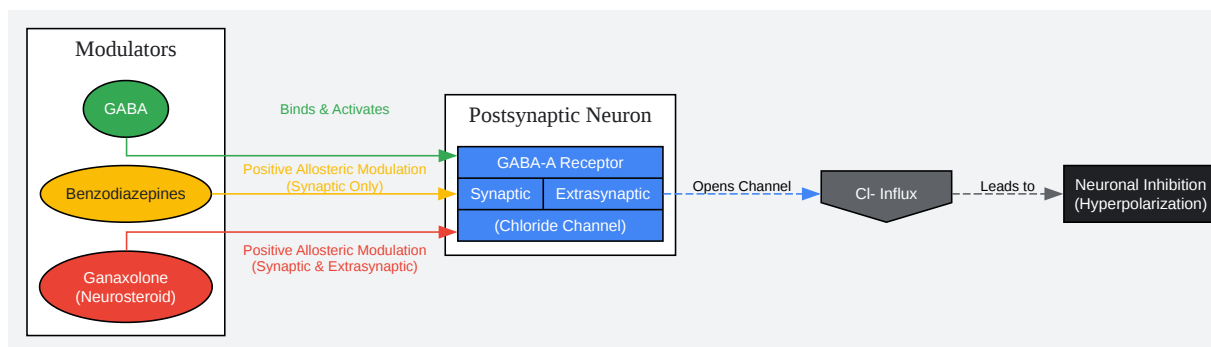 Modulators
GABA
Benzodiazepines
Ganaxolone
(Neurosteroid)
Binds & Activates
Positive Allosteric Modulation
(Synaptic Only)
Positive Allosteric Modulation
(Synaptic & Extrasynaptic)
Postsynaptic Neuron
GABA-A Receptor
Synaptic
Extrasynaptic
(Chloride Channel)
Opens Channel
Cl- Influx
Leads to
Neuronal Inhibition
(Hyperpolarization)